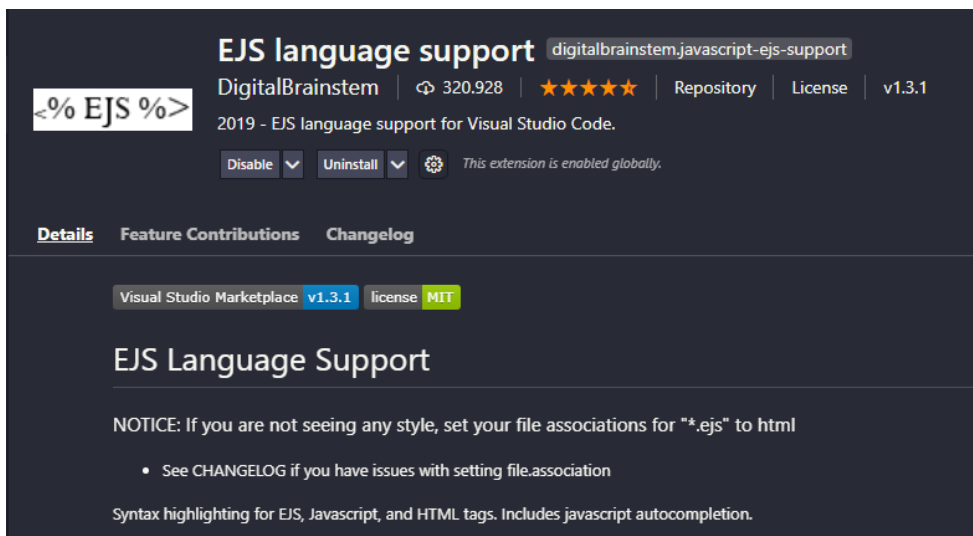 EJS language support digitalbrainstem.javascript-ejs-support
<% EJS %>
DigitalBrainstem 320.928 Repository License v1.3.1
2019 - EJS language support for Visual Studio Code.
Disable Uninstall This extension is enabled globally.
Details Feature Contributions Changelog
Visual Studio Marketplace v1.3.1 license MIT
EJS Language Support
NOTICE: If you are not seeing any style, set your file associations for "*.ejs" to html
• See CHANGELOG if you have issues with setting file.association
Syntax highlighting for EJS, Javascript, and HTML tags. Includes javascript autocompletion.